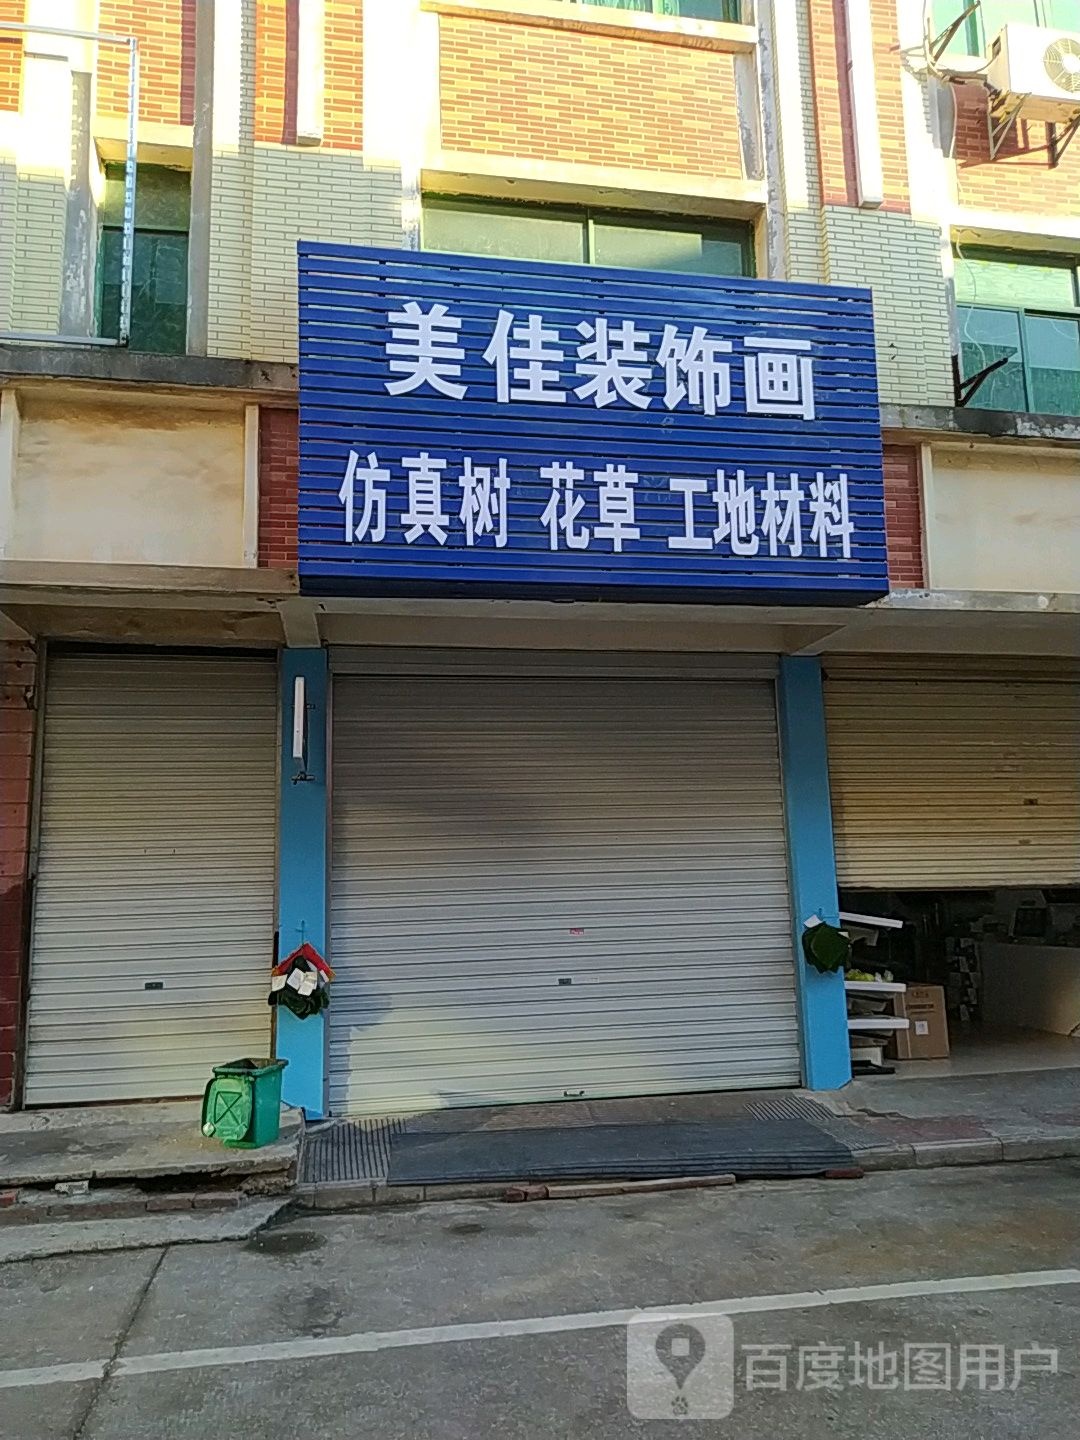 美佳装饰画
仿真树 花草 工地材料
百度地图用户